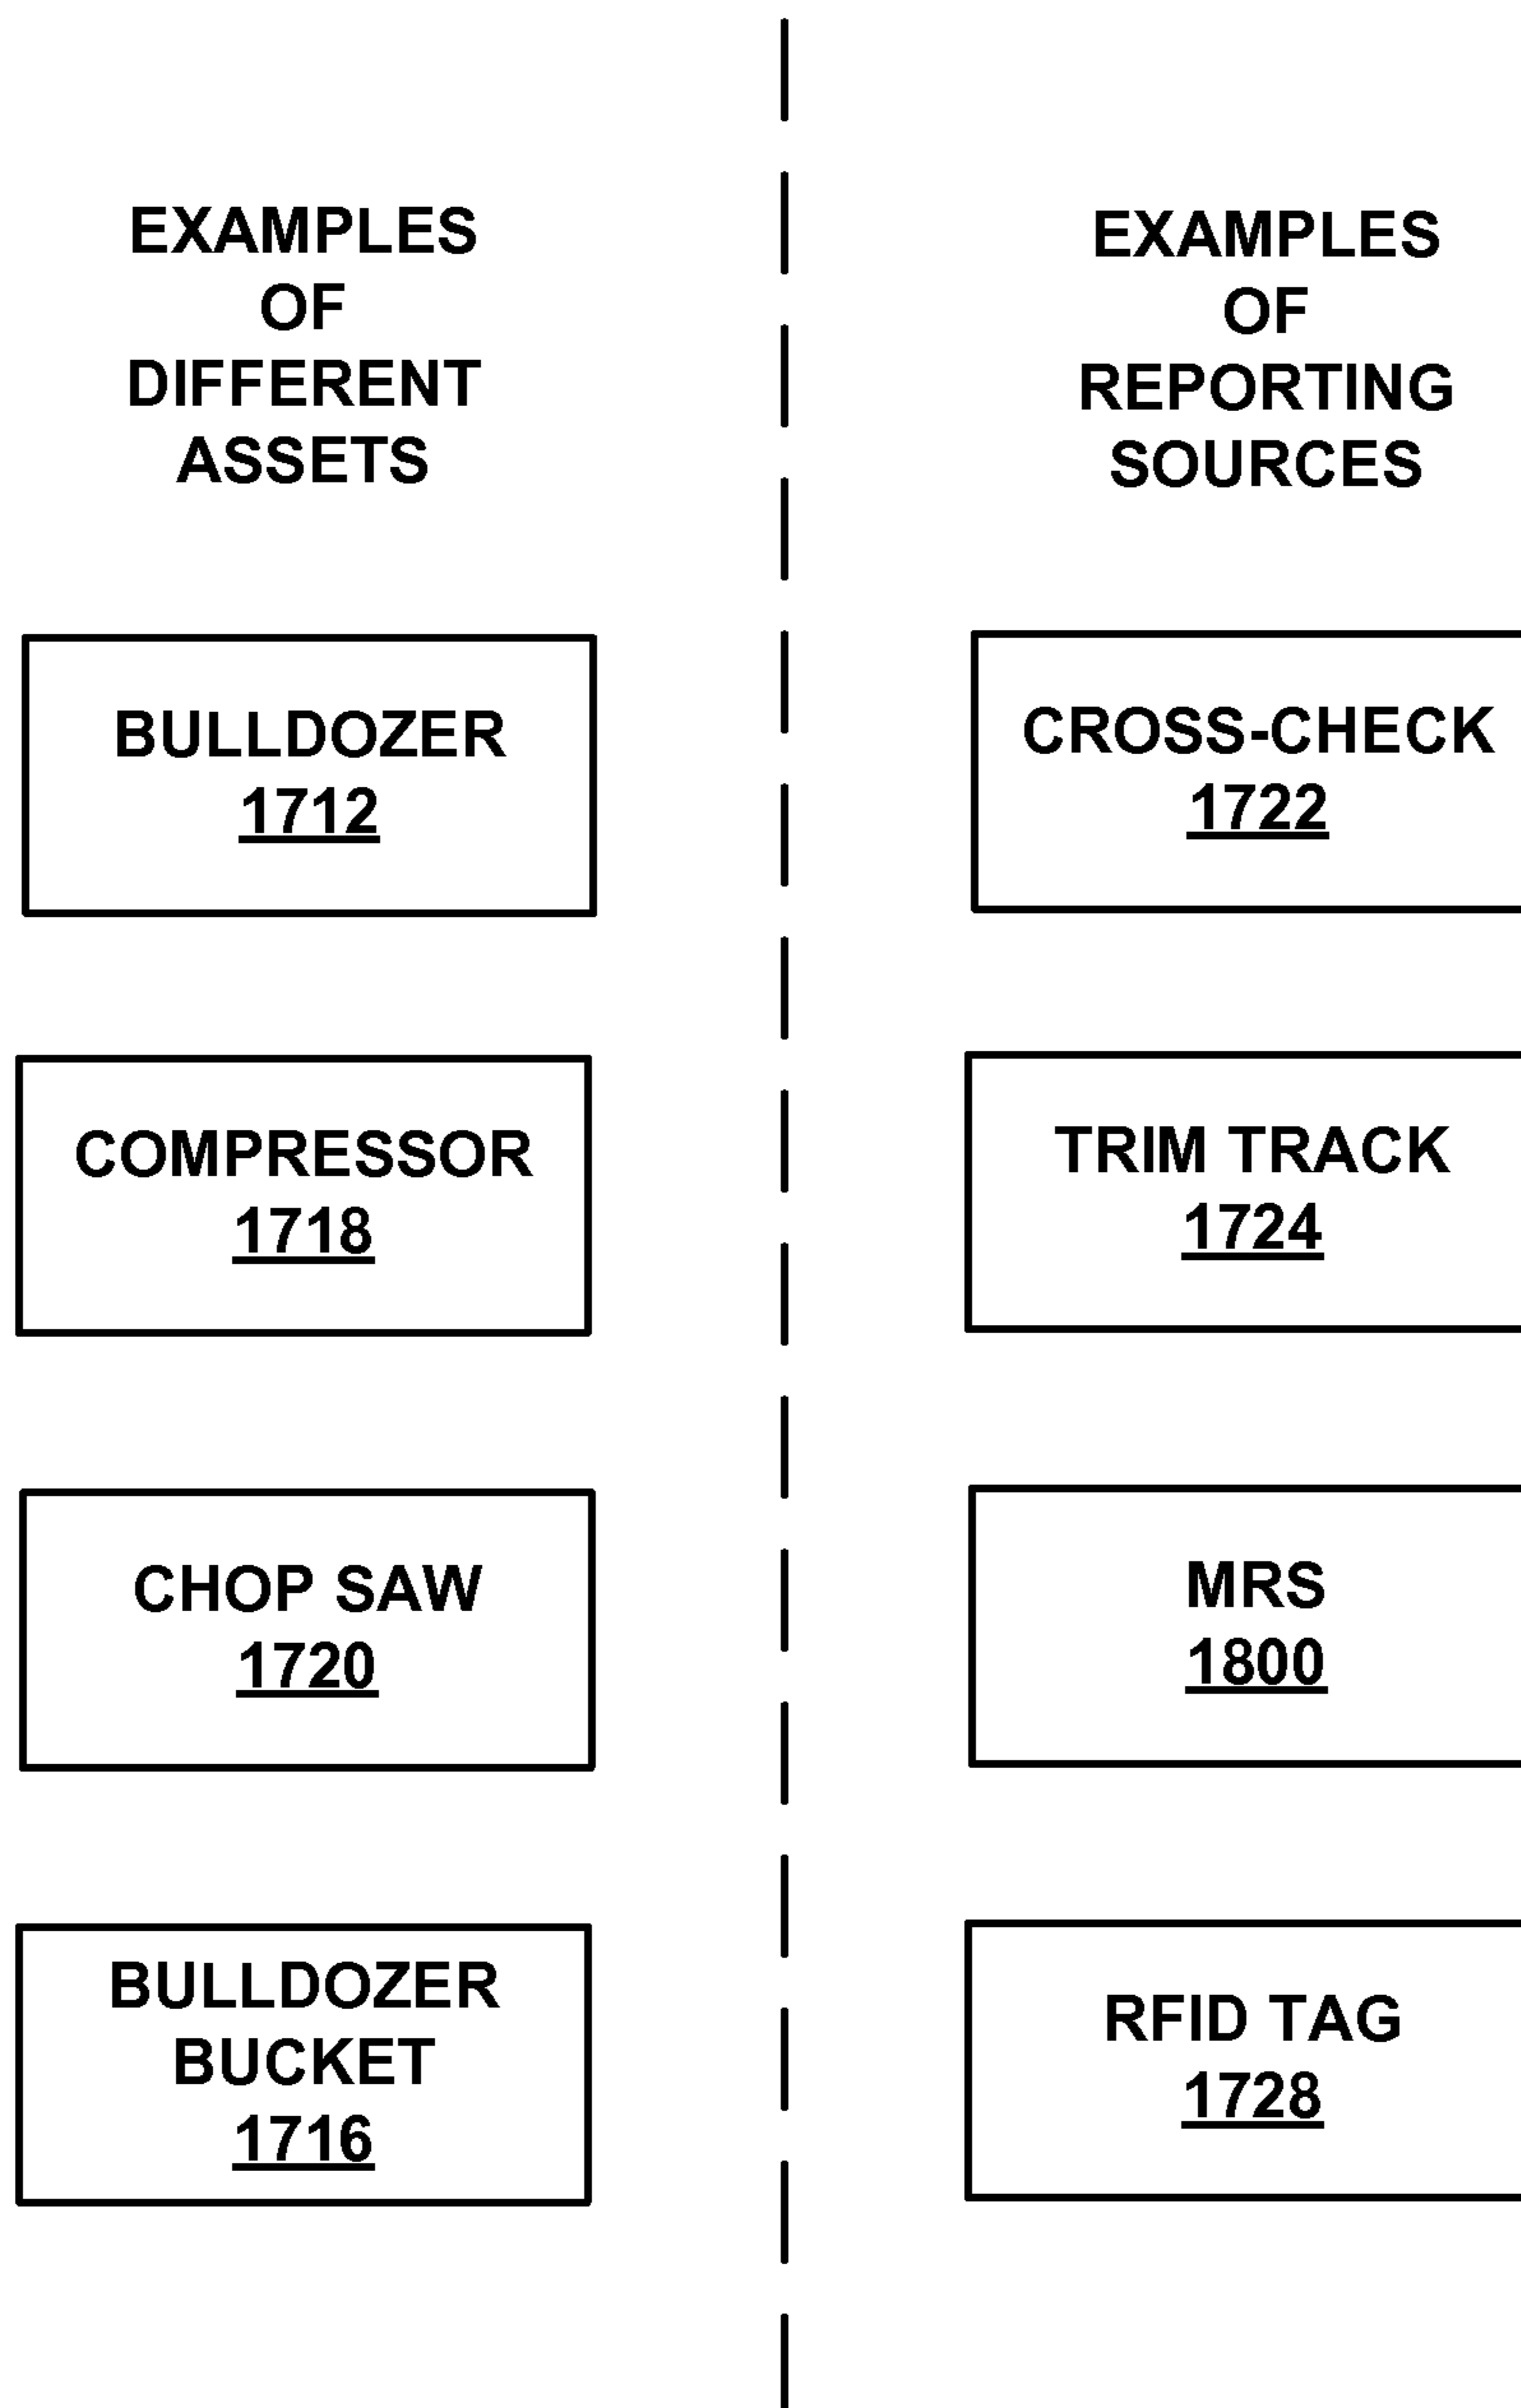 EXAMPLES
OF
DIFFERENT
ASSETS
BULLDOZER
1712
COMPRESSOR
1718
CHOP SAW
1720
BULLDOZER
BUCKET
1716
EXAMPLES
OF
REPORTING
SOURCES
CROSS-CHECK
1722
TRIM TRACK
1724
MRS
1800
RFID TAG
1728